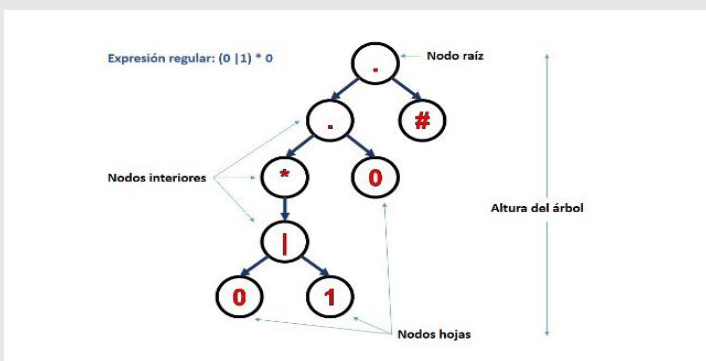 Expresión regular: (0 |1) * 0
Nodo raíz
.
.
#
Nodos interiores
*
0
Altura del árbol
|
0
1
Nodos hojas